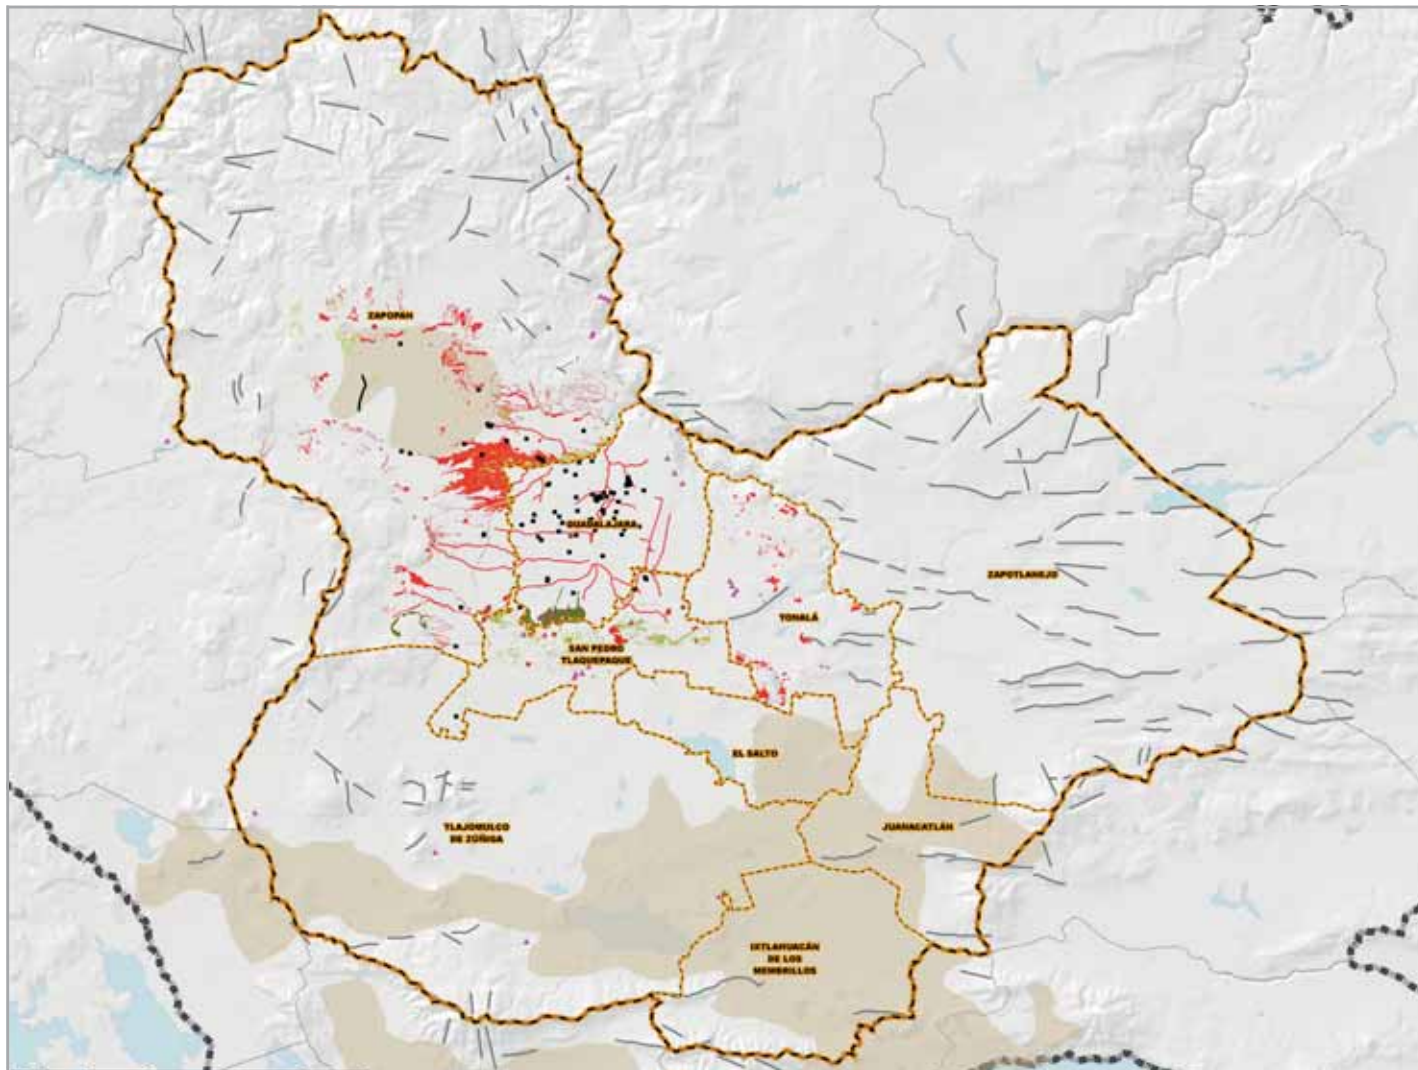 ZAPOPAN
GUADALAJARA
ZAPOTLANEJO
TONALÁ
SAN PEDRO
TLAQUEPAQUE
EL SALTO
TLAJOMULCO
DE ZÚÑIGA
JUANACATLÁN
IXTLAHUACÁN
DE LOS
MEMBRILLOS